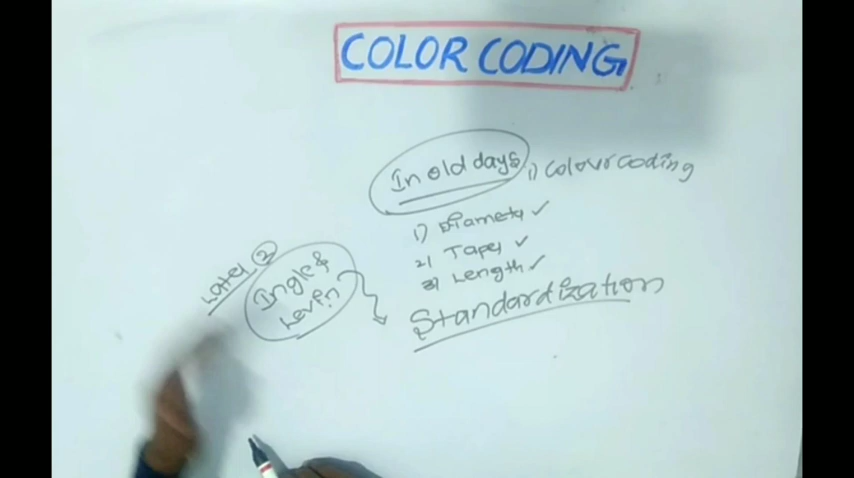 COLOR CODING
In old days 1) Colour coding
1) Diameter ✓
2) Taper ✓
3) Length ✓
Later ②
Ingle &
Levin
Standardization